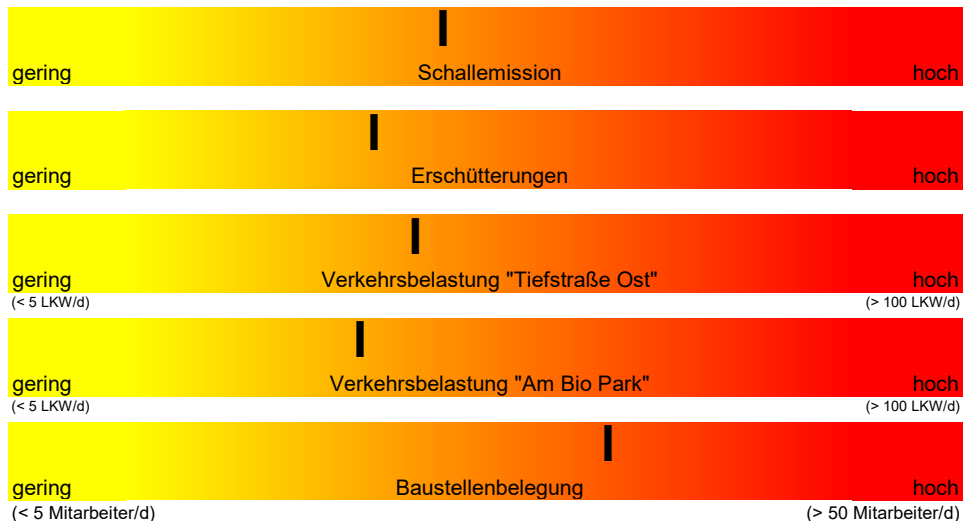 gering Schallemission hoch
gering Erschütterungen hoch
gering Verkehrsbelastung "Tiefstraße Ost" hoch
(< 5 LKW/d) (> 100 LKW/d)
gering Verkehrsbelastung "Am Bio Park" hoch
(< 5 LKW/d) (> 100 LKW/d)
gering Baustellenbelegung hoch
(< 5 Mitarbeiter/d) (> 50 Mitarbeiter/d)